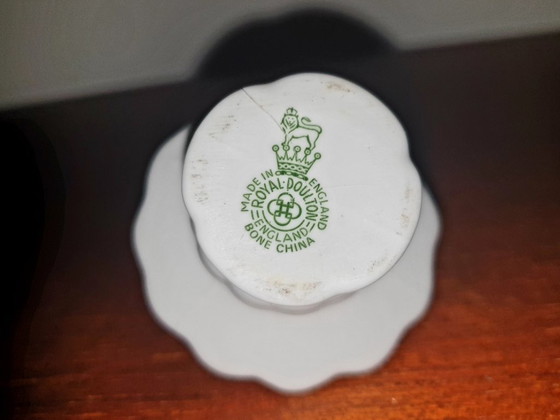 MADE IN ENGLAND
ROYAL·DOULTON
ENGLAND
BONE CHINA